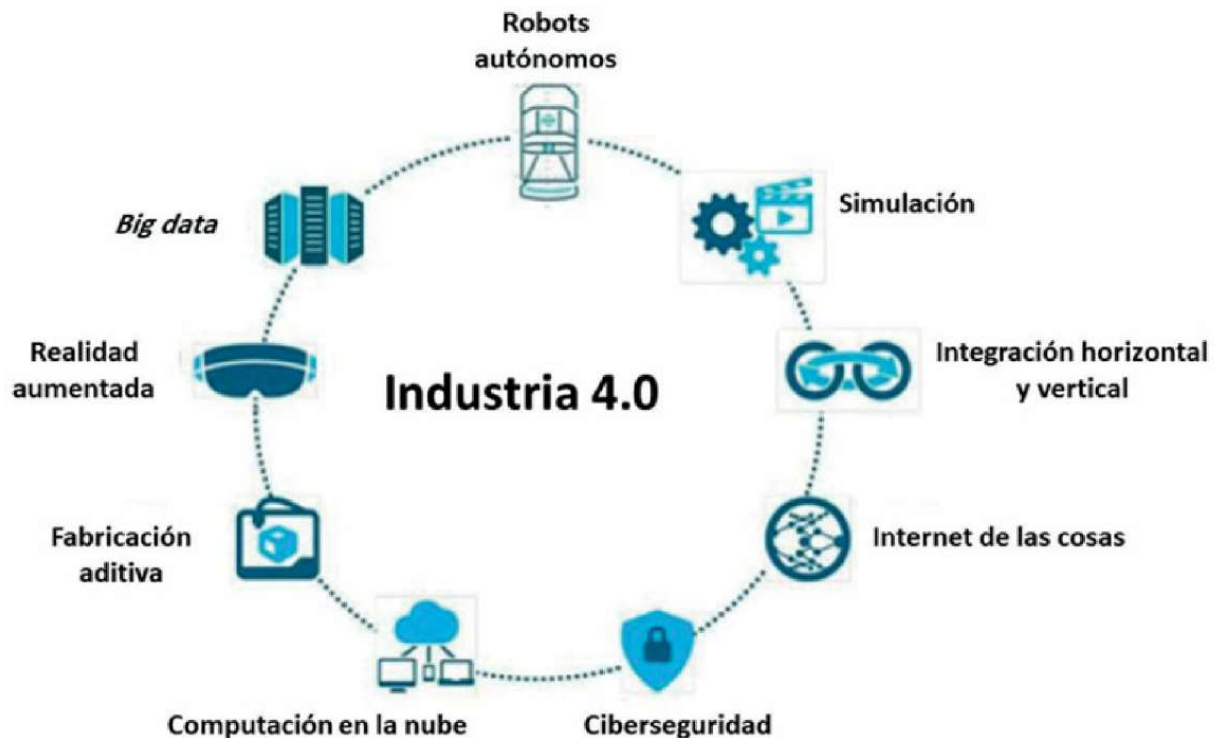 Robots
autónomos
Simulación
Big data
Integración horizontal
y vertical
Realidad
aumentada
Industria 4.0
Internet de las cosas
Fabricación
aditiva
Ciberseguridad
Computación en la nube